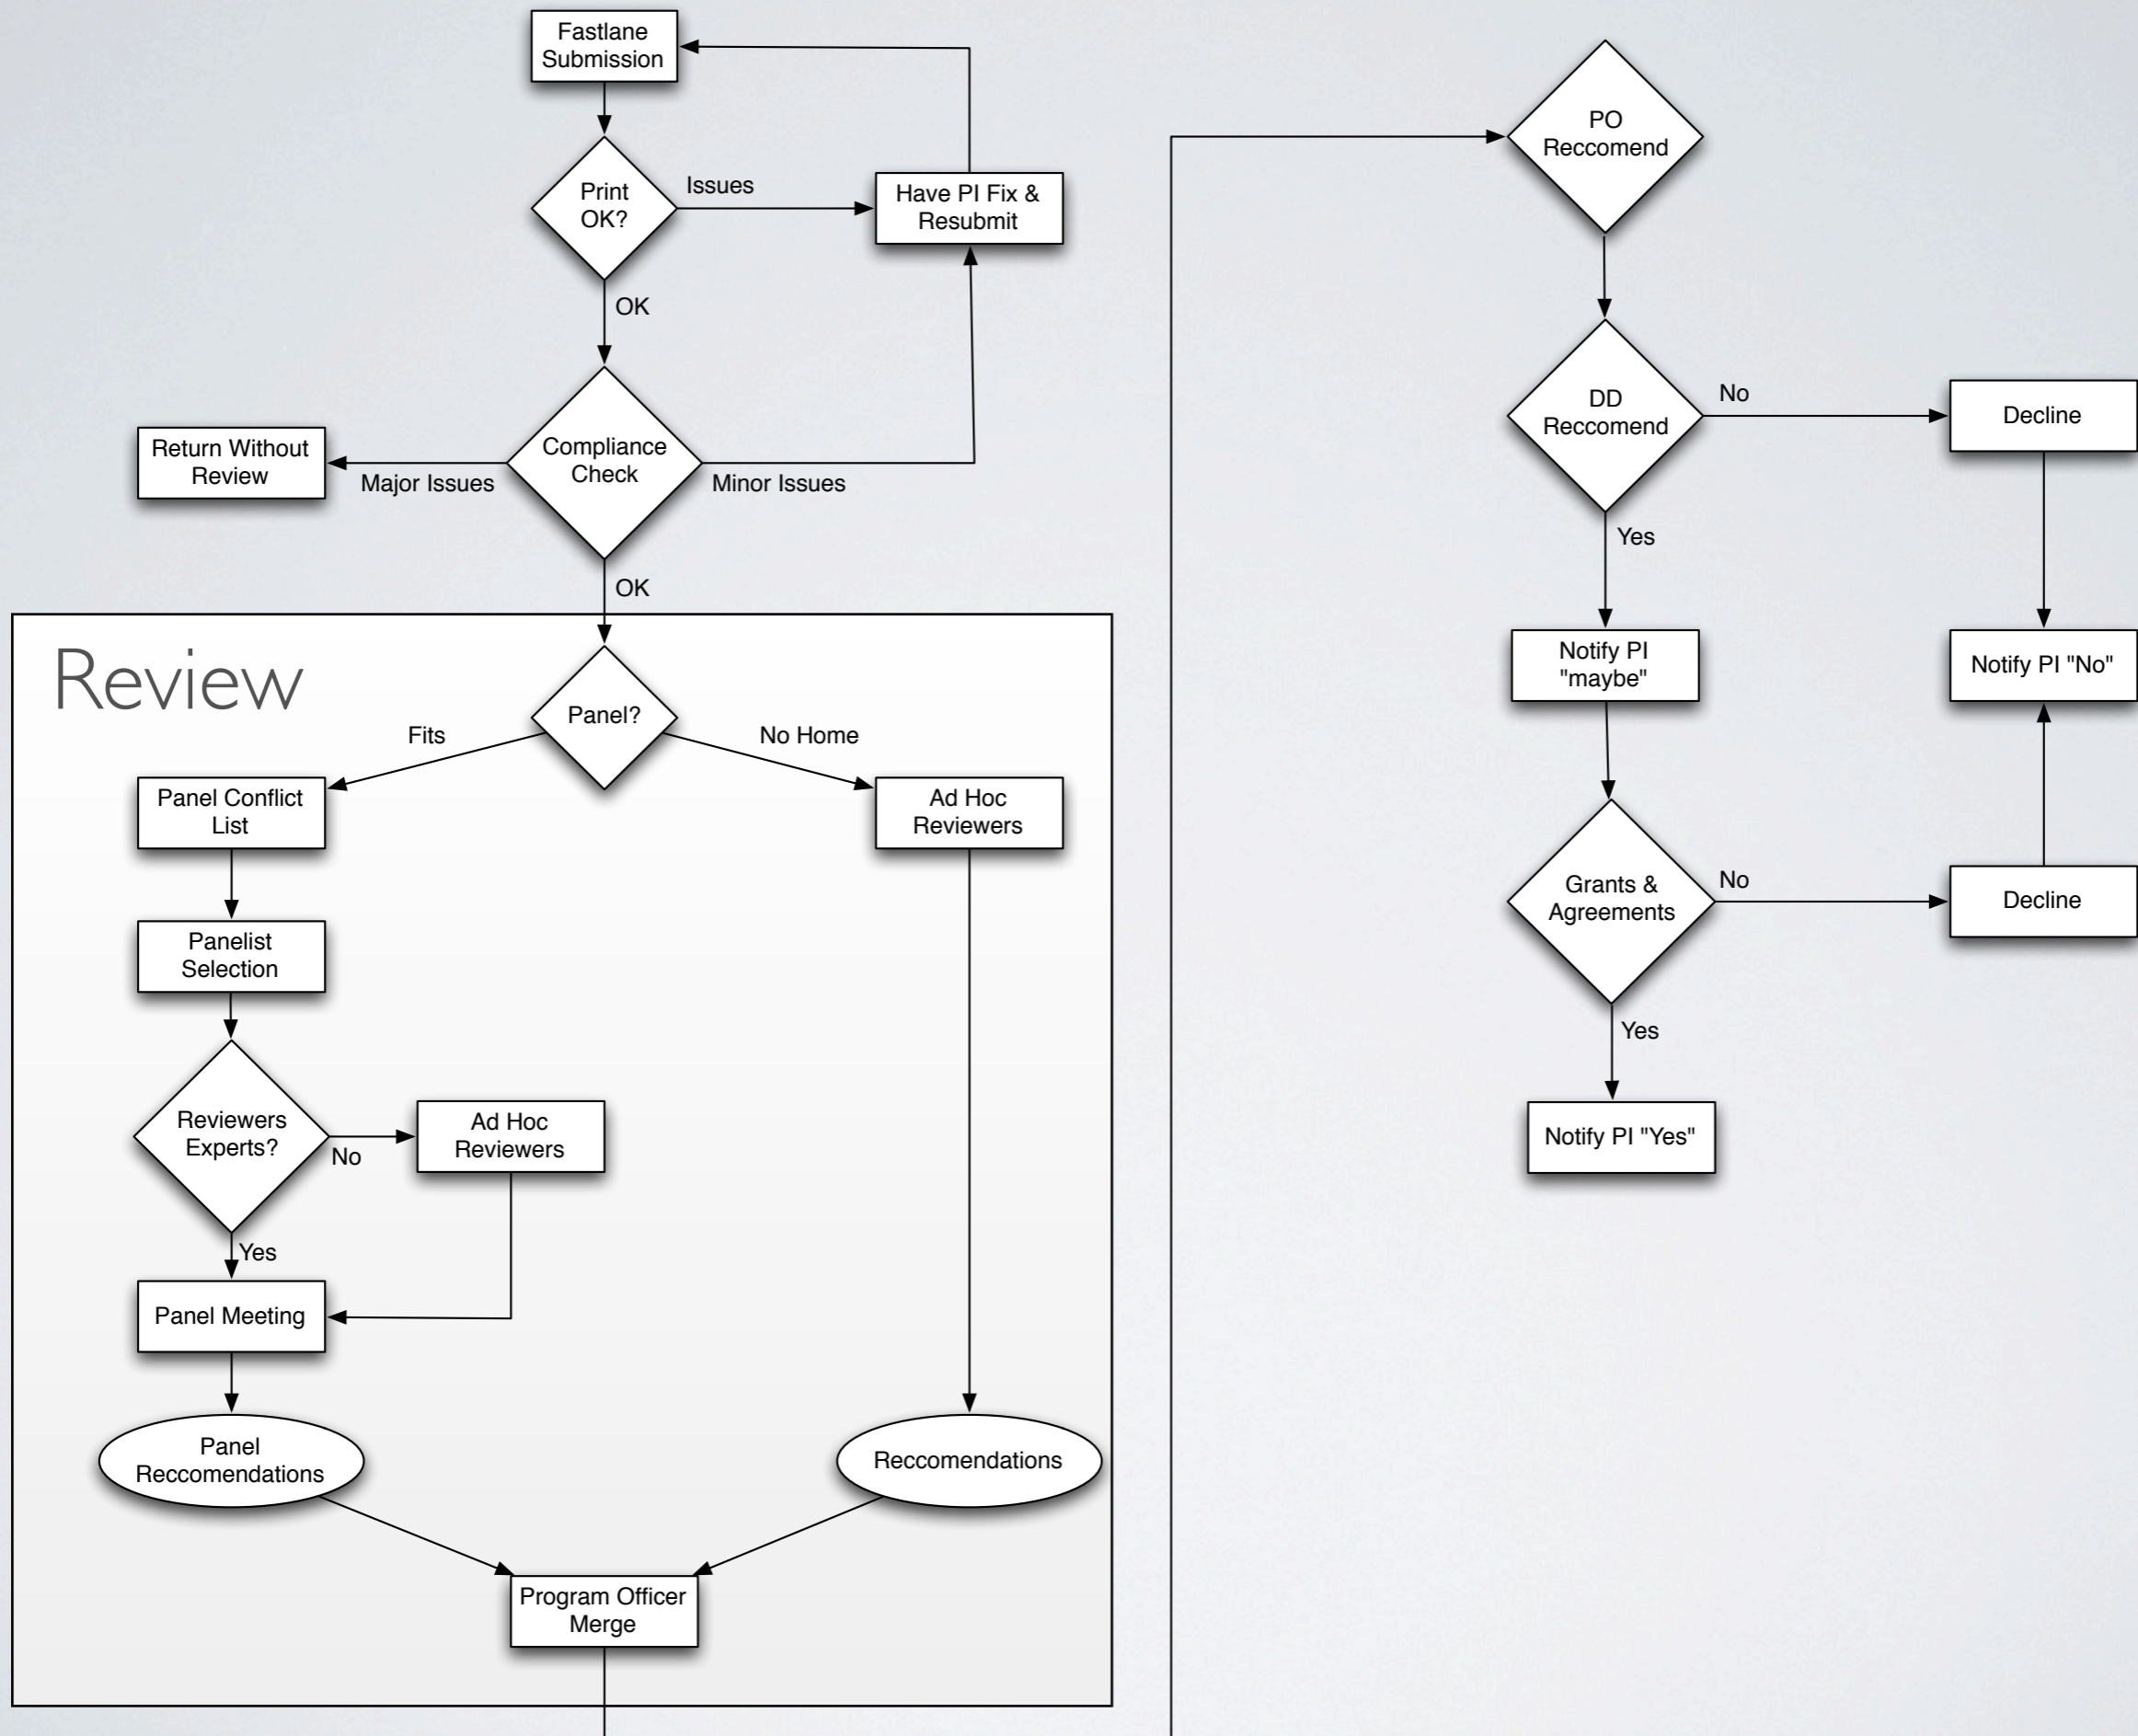 Fastlane
Submission
Print
OK?
Issues
Have PI Fix &
Resubmit
OK
Compliance
Check
Return Without
Review
Major Issues
Minor Issues
OK
Review
Panel?
Fits
No Home
Panel Conflict
List
Ad Hoc
Reviewers
Panelist
Selection
Reviewers
Experts?
No
Ad Hoc
Reviewers
Yes
Panel Meeting
Panel
Reccomendations
Reccomendations
Program Officer
Merge
PO
Reccomend
DD
Reccomend
No
Decline
Yes
Notify PI
"maybe"
Notify PI "No"
Grants &
Agreements
No
Decline
Yes
Notify PI "Yes"